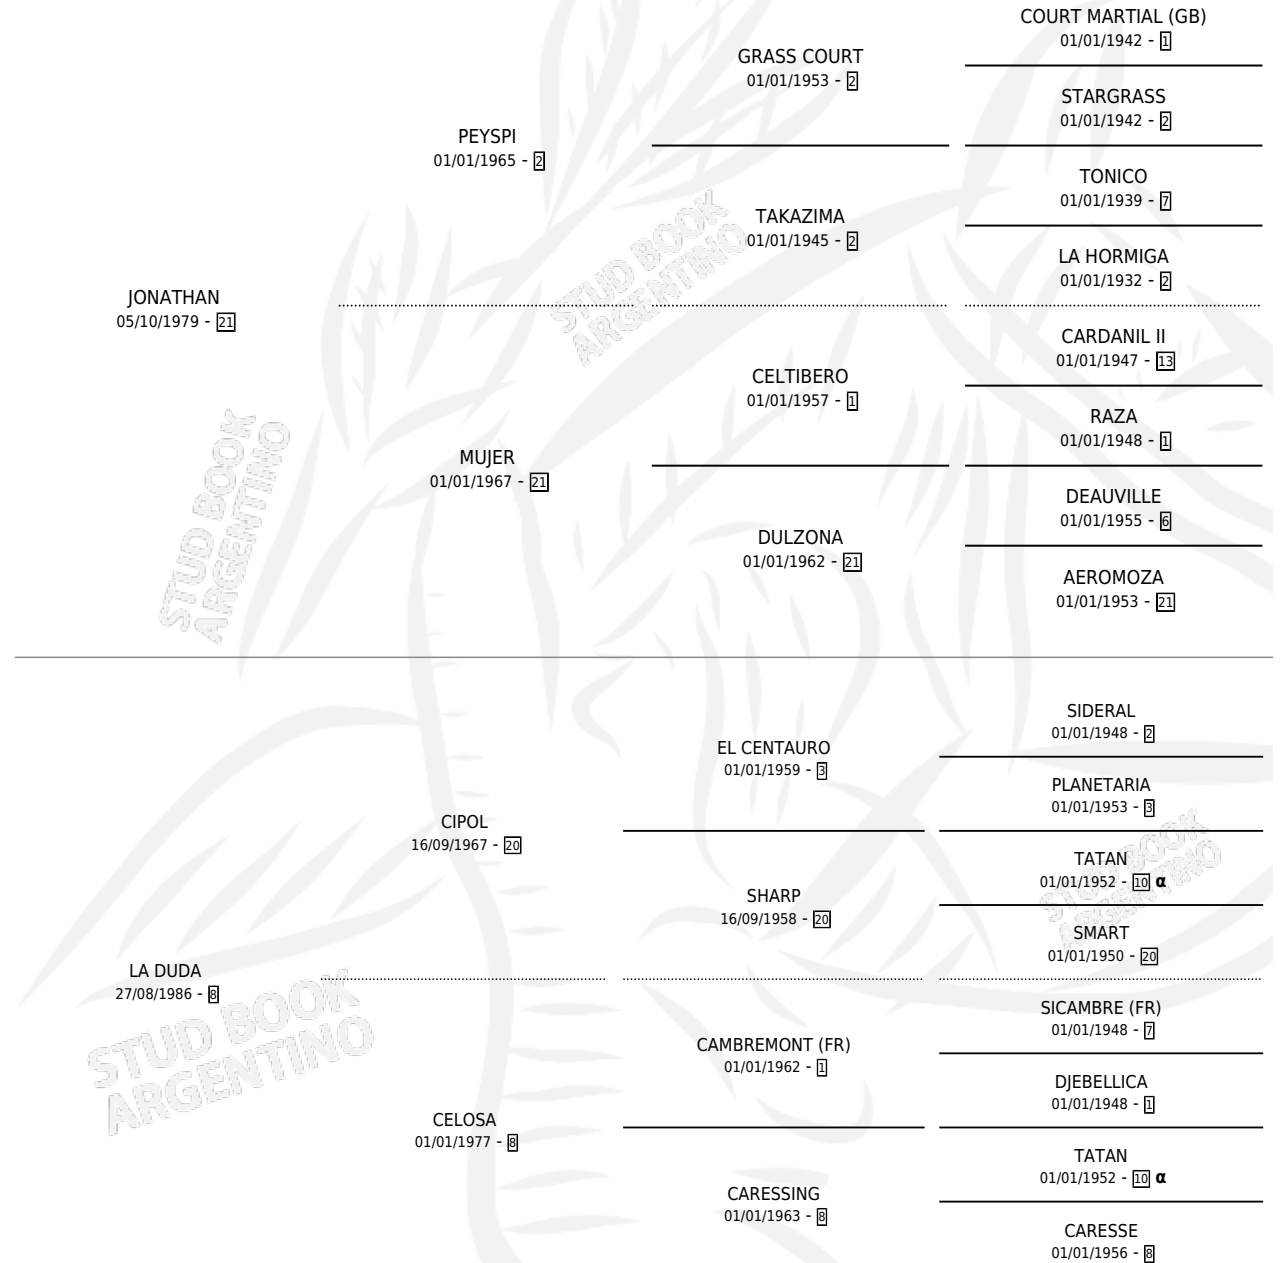 COURT MARTIAL (GB)
01/01/1942 - 1
GRASS COURT
01/01/1953 - 2
STARGRASS
01/01/1942 - 2
PEYSPI
01/01/1965 - 2
TONICO
01/01/1939 - 7
TAKAZIMA
01/01/1945 - 2
LA HORMIGA
01/01/1932 - 2
JONATHAN
05/10/1979 - 21
CARDANIL II
01/01/1947 - 13
CELTIBERO
01/01/1957 - 1
RAZA
01/01/1948 - 1
MUJER
01/01/1967 - 21
DEAUVILLE
01/01/1955 - 6
DULZONA
01/01/1962 - 21
AEROMOZA
01/01/1953 - 21
SIDERAL
01/01/1948 - 2
EL CENTAURO
01/01/1959 - 3
PLANETARIA
01/01/1953 - 3
CIPOL
16/09/1967 - 20
TATAN
01/01/1952 - 10 α
SHARP
16/09/1958 - 20
SMART
01/01/1950 - 20
LA DUDA
27/08/1986 - 8
SICAMBRE (FR)
01/01/1948 - 7
CAMBREMONT (FR)
01/01/1962 - 1
DJEBELLICA
01/01/1948 - 1
CELOSA
01/01/1977 - 8
TATAN
01/01/1952 - 10 α
CARESSING
01/01/1963 - 8
CARESSE
01/01/1956 - 8
STUD BOOK
ARGENTINO
STUD BOOK
ARGENTINO
STUD BOOK
ARGENTINO
STUD BOOK
ARGENTINO